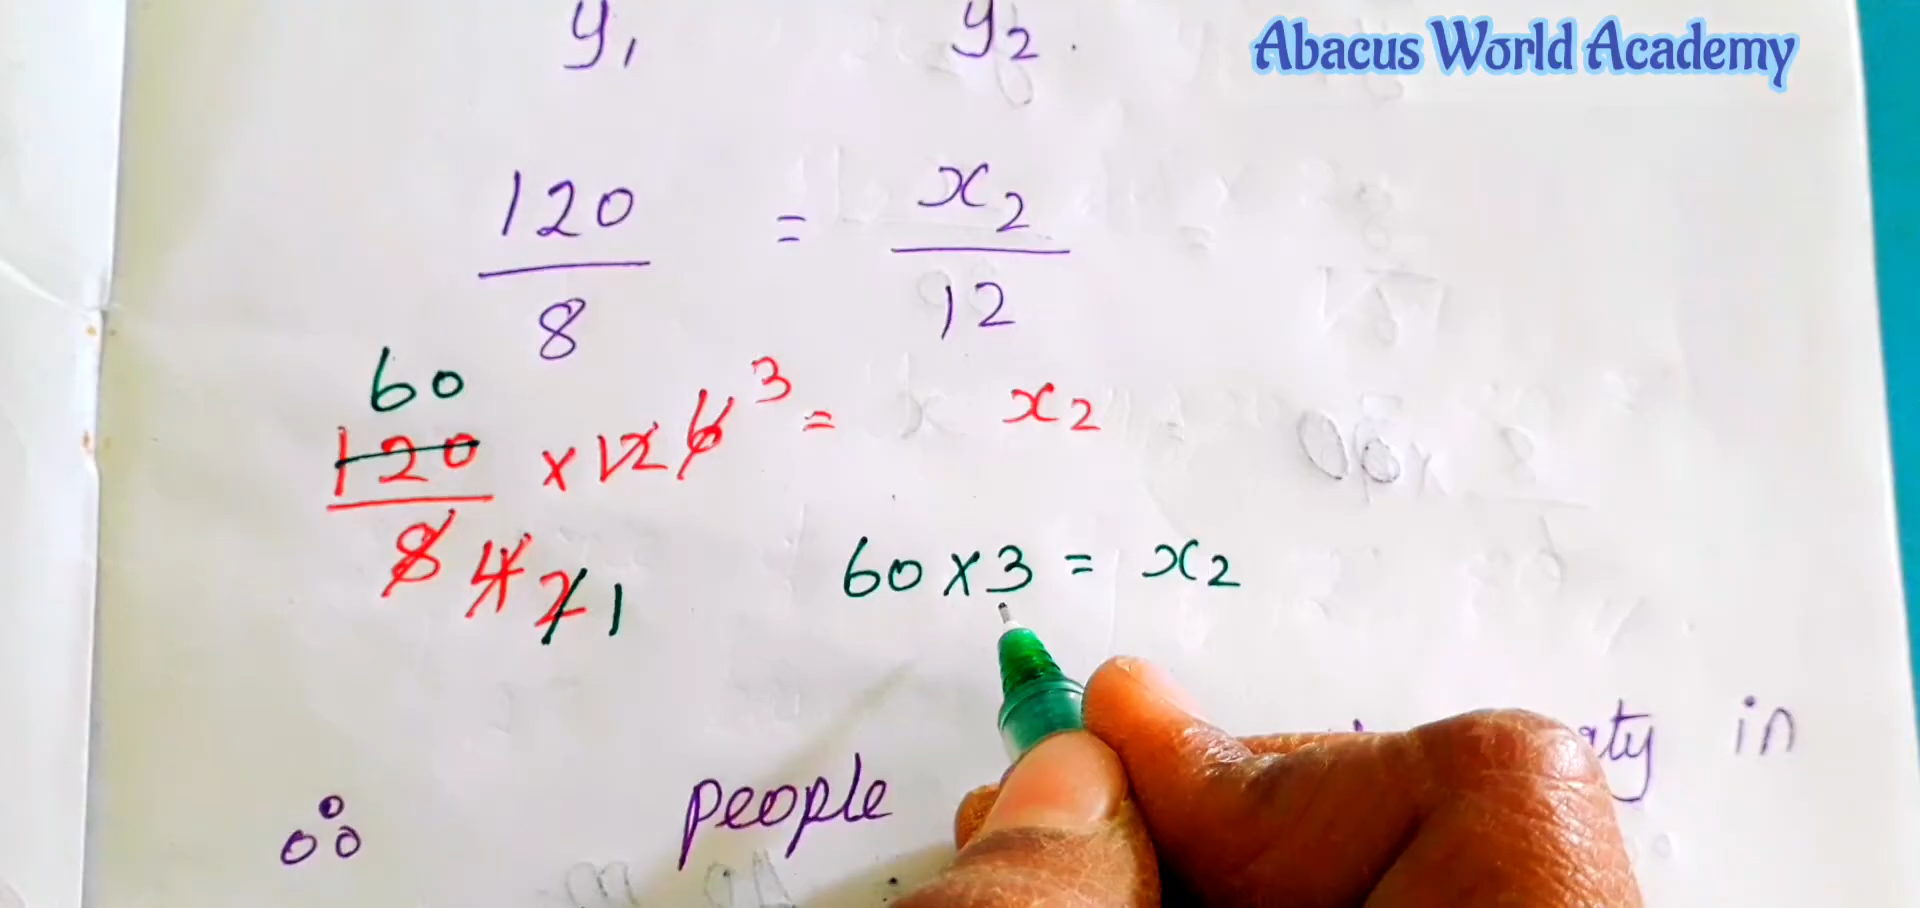 Abacus World Academy
y₁ y₂.
120/8 = x₂/12
60 3
120 × 12 6 = x₂
8 4 2 1
60 × 3 = x₂
in
∴ people